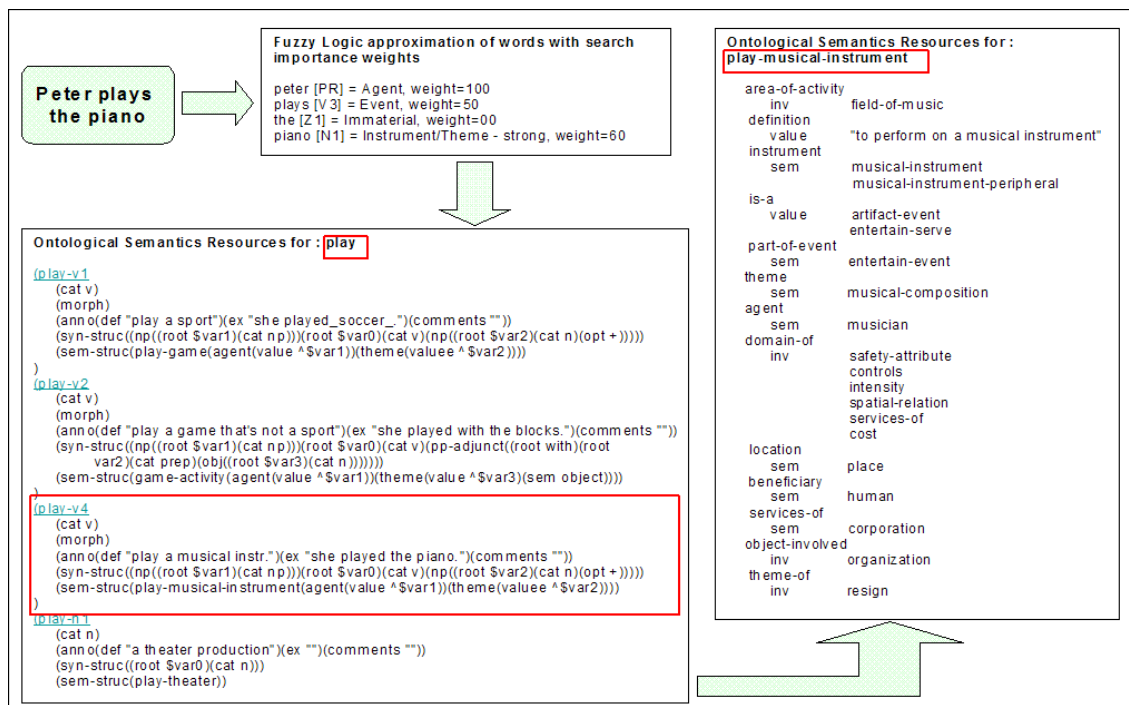 Peter plays
the piano
Fuzzy Logic approximation of words with search
importance weights
peter [PR] = Agent, weight=100
plays [V3] = Event, weight=50
the [Z1] = Immaterial, weight=00
piano [N1] = Instrument/Theme - strong, weight=60
Ontological Semantics Resources for : play
(play-v1
(cat v)
(morph)
(anno(def "play a sport")(ex "she played_soccer_.")(comments ""))
(syn-struc((np((root $var1)(cat np)))(root $var0)(cat v)(np((root $var2)(cat n)(opt +)))))
(sem-struc(play-game(agent(value ^$var1))(theme(valuee ^$var2))))
)
(play-v2
(cat v)
(morph)
(anno(def "play a game that's not a sport")(ex "she played with the blocks.")(comments ""))
(syn-struc((np((root $var1)(cat np)))(root $var0)(cat v)(pp-adjunct((root with)(root
var2)(cat prep)(obj((root $var3)(cat n)))))))
(sem-struc(game-activity(agent(value ^$var1))(theme(value ^$var3)(sem object))))
)
(play-v4
(cat v)
(morph)
(anno(def "play a musical instr.")(ex "she played the piano.")(comments ""))
(syn-struc((np((root $var1)(cat np)))(root $var0)(cat v)(np((root $var2)(cat n)(opt +)))))
(sem-struc(play-musical-instrument(agent(value ^$var1))(theme(valuee ^$var2))))
)
(play-n1
(cat n)
(anno(def "a theater production")(ex "")(comments ""))
(syn-struc((root $var0)(cat n)))
(sem-struc(play-theater))
Ontological Semantics Resources for :
play-musical-instrument
area-of-activity
inv field-of-music
definition
value "to perform on a musical instrument"
instrument
sem musical-instrument
musical-instrument-peripheral
is-a
value artifact-event
entertain-serve
part-of-event
sem entertain-event
theme
sem musical-composition
agent
sem musician
domain-of
inv safety-attribute
controls
intensity
spatial-relation
services-of
cost
location
sem place
beneficiary
sem human
services-of
sem corporation
object-involved
inv organization
theme-of
inv resign